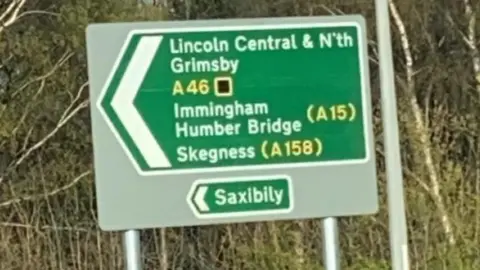 Lincoln Central & N'th
Grimsby
A46
Immingham (A15)
Humber Bridge
Skegness (A158)
Saxibily